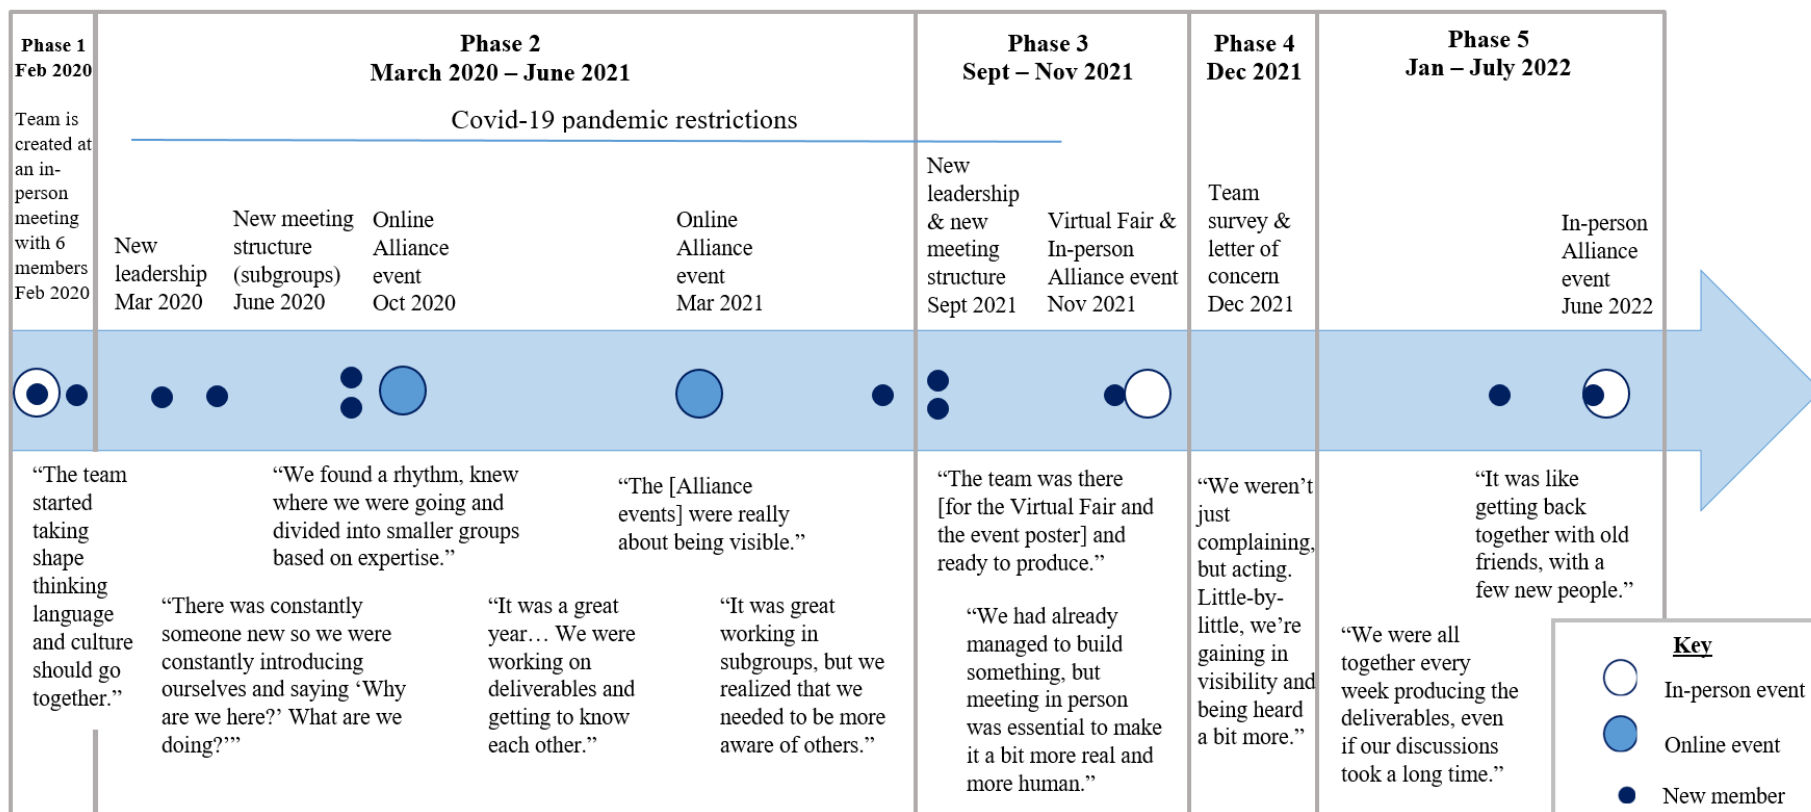 Phase 1
Feb 2020
Team is
created at
an in-
person
meeting
with 6
members
Feb 2020
Phase 2
March 2020 – June 2021
Covid-19 pandemic restrictions
New
leadership
Mar 2020
New meeting
structure
(subgroups)
June 2020
Online
Alliance
event
Oct 2020
Online
Alliance
event
Mar 2021
Phase 3
Sept – Nov 2021
New
leadership
& new
meeting
structure
Sept 2021
Virtual Fair &
In-person
Alliance event
Nov 2021
Phase 4
Dec 2021
Team
survey &
letter of
concern
Dec 2021
Phase 5
Jan – July 2022
In-person
Alliance
event
June 2022
“The team
started
taking
shape
thinking
language
and culture
should go
together.”
“We found a rhythm, knew
where we were going and
divided into smaller groups
based on expertise.”
“There was constantly
someone new so we were
constantly introducing
ourselves and saying ‘Why
are we here?’ What are we
doing?’”
“The [Alliance
events] were really
about being visible.”
“It was a great
year… We were
working on
deliverables and
getting to know
each other.”
“It was great
working in
subgroups, but we
realized that we
needed to be more
aware of others.”
“The team was there
[for the Virtual Fair and
the event poster] and
ready to produce.”
“We had already
managed to build
something, but
meeting in person
was essential to make
it a bit more real and
more human.”
“We weren’t
just
complaining,
but acting.
Little-by-
little, we’re
gaining in
visibility and
being heard
a bit more.”
“It was like
getting back
together with old
friends, with a
few new people.”
“We were all
together every
week producing the
deliverables, even
if our discussions
took a long time.”
Key
In-person event
Online event
New member